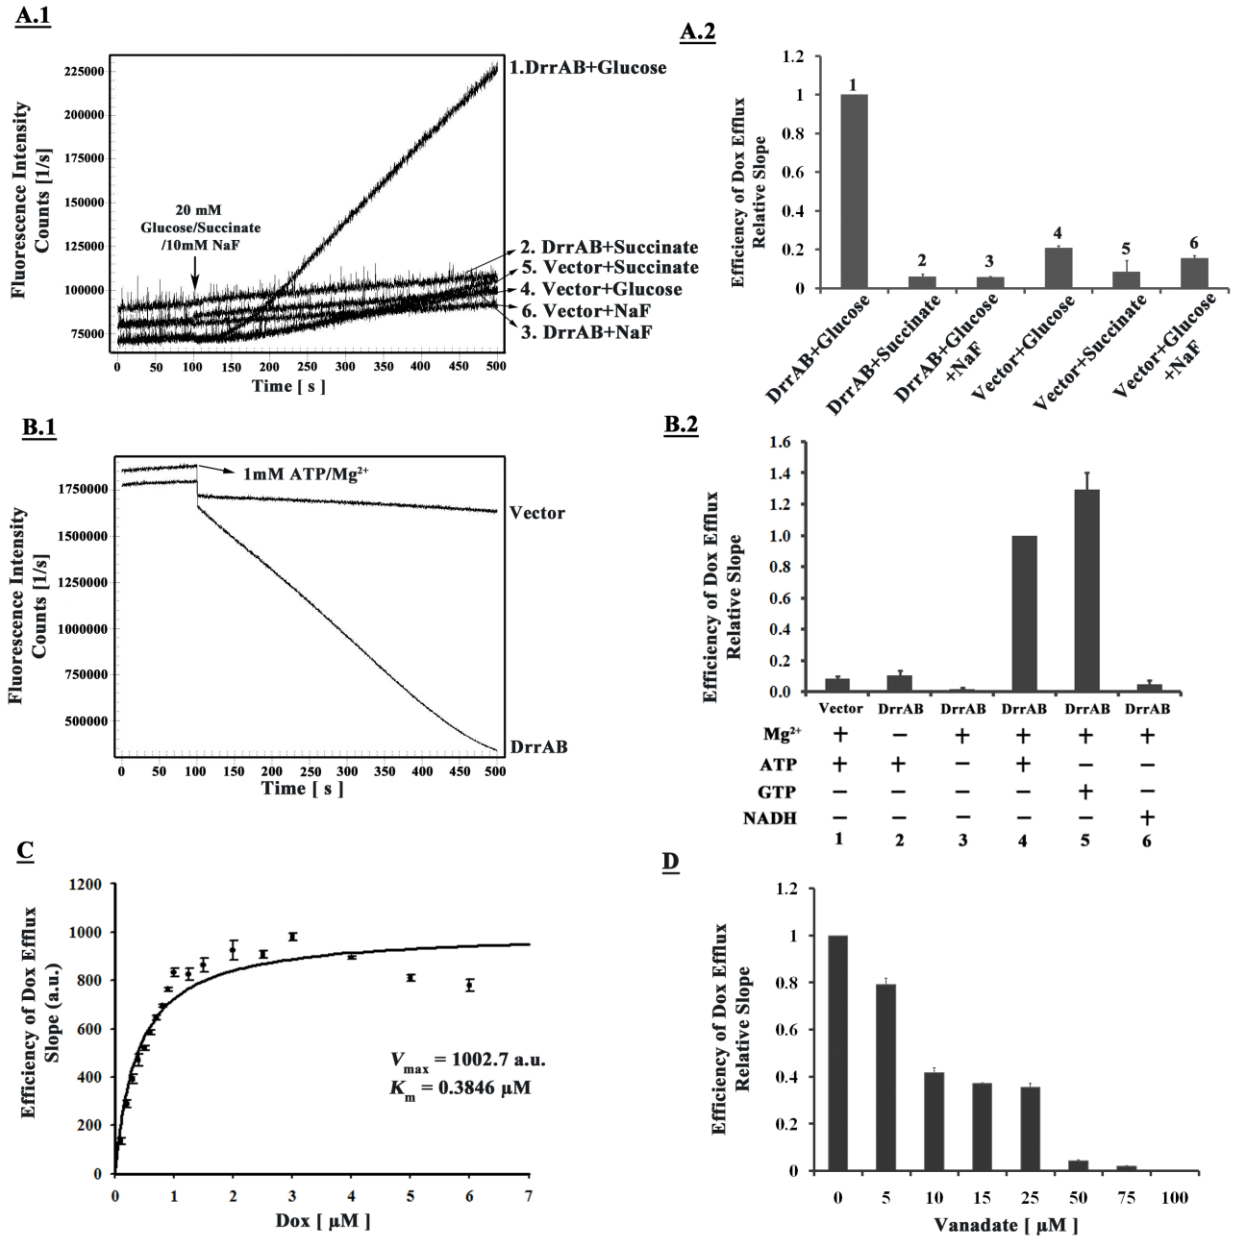 A.1
Fluorescence Intensity
Counts [1/s]
225000
200000
175000
150000
125000
100000
75000
20 mM
Glucose/Succinate
/10mM NaF
1.DrrAB+Glucose
2. DrrAB+Succinate
5. Vector+Succinate
4. Vector+Glucose
6. Vector+NaF
3. DrrAB+NaF
0 50 100 150 200 250 300 350 400 450 500
Time [ s ]
A.2
Efficiency of Dox Efflux
Relative Slope
1.2
1
0.8
0.6
0.4
0.2
0
1 2 3 4 5 6
DrrAB+Glucose
DrrAB+Succinate
DrrAB+Glucose
+NaF
Vector+Glucose
Vector+Succinate
Vector+Glucose
+NaF
B.1
Fluorescence Intensity
Counts [1/s]
1750000
1500000
1250000
1000000
750000
500000
1mM ATP/Mg²⁺
Vector
DrrAB
0 50 100 150 200 250 300 350 400 450 500
Time [ s ]
B.2
Efficiency of Dox Efflux
Relative Slope
1.6
1.4
1.2
1.0
0.8
0.6
0.4
0.2
0.0
Vector DrrAB DrrAB DrrAB DrrAB DrrAB
Mg²⁺ + − + + + +
ATP + + − + − −
GTP − − − − + −
NADH − − − − − +
1 2 3 4 5 6
C
Efficiency of Dox Efflux
Slope (a.u.)
1200
1000
800
600
400
200
0
Vmax = 1002.7 a.u.
Km = 0.3846 µM
0 1 2 3 4 5 6 7
Dox [ µM ]
D
Efficiency of Dox Efflux
Relative Slope
1.2
1
0.8
0.6
0.4
0.2
0
0 5 10 15 25 50 75 100
Vanadate [ µM ]